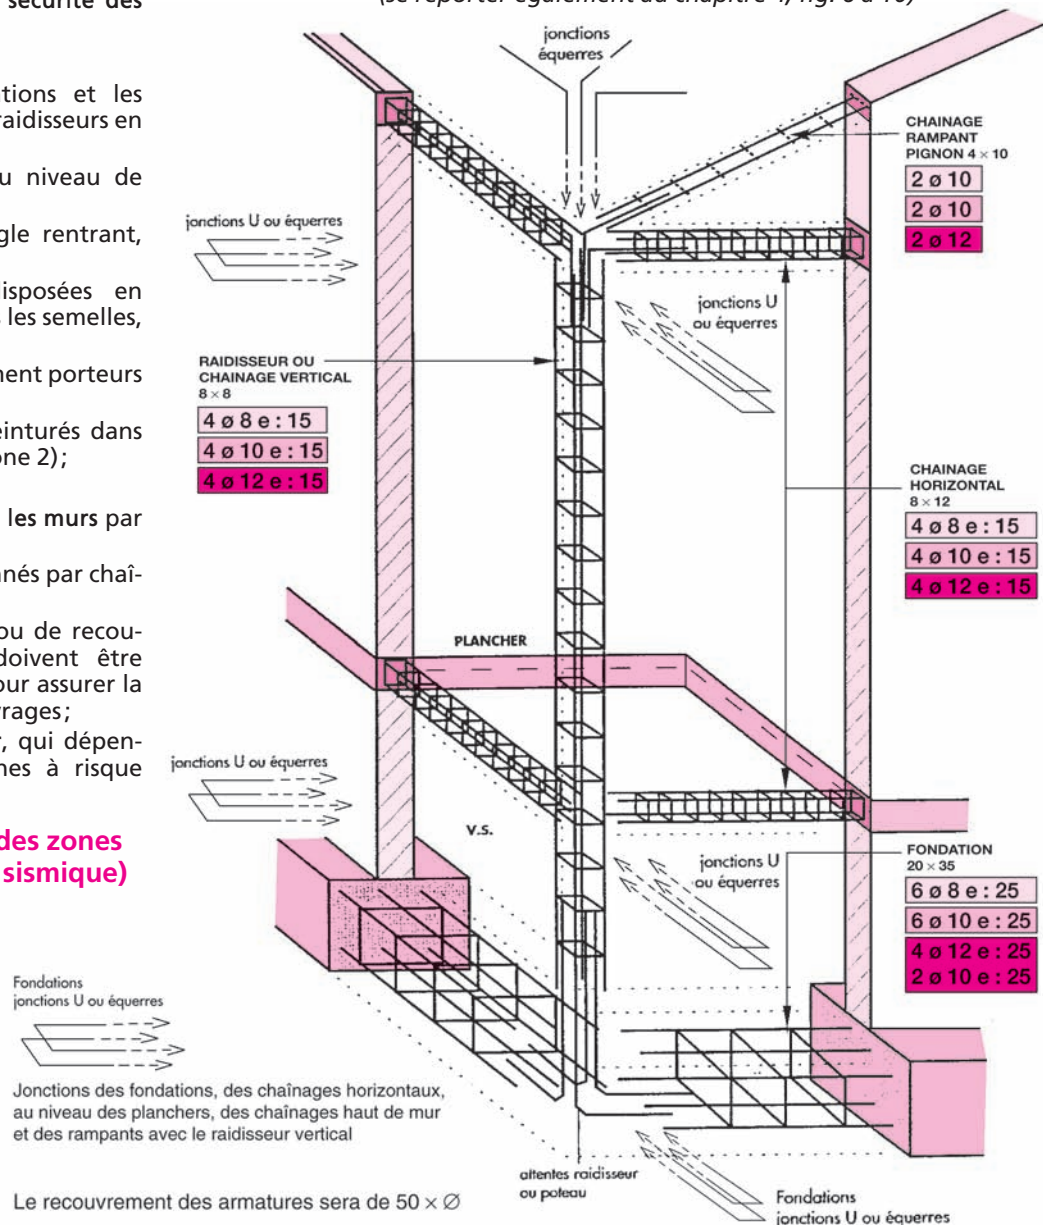 sécurité des
(se reporter également au chapitre 4, fig. 8 à 10)
ations et les
raidisseurs en
u niveau de
gle rentrant,
isposées en
s les semelles,
ment porteurs
einturés dans
one 2);
les murs par
nés par chaî-
ou de recou-
doivent être
our assurer la
vrages;
r, qui dépen-
nes à risque
des zones
sismique)
jonctions
équerres
CHAINAGE
RAMPANT
PIGNON 4 × 10
2 ø 10
2 ø 10
2 ø 12
jonctions U ou équerres
jonctions U
ou équerres
RAIDISSEUR OU
CHAINAGE VERTICAL
8 × 8
4 ø 8 e : 15
4 ø 10 e : 15
4 ø 12 e : 15
CHAINAGE
HORIZONTAL
8 × 12
4 ø 8 e : 15
4 ø 10 e : 15
4 ø 12 e : 15
PLANCHER
jonctions U ou équerres
V.S.
jonctions U
ou équerres
FONDATION
20 × 35
6 ø 8 e : 25
6 ø 10 e : 25
4 ø 12 e : 25
2 ø 10 e : 25
Fondations
jonctions U ou équerres
Jonctions des fondations, des chaînages horizontaux,
au niveau des planchers, des chaînages haut de mur
et des rampants avec le raidisseur vertical
attentes raidisseur
ou poteau
Le recouvrement des armatures sera de 50 × Ø
Fondations
jonctions U ou équerres